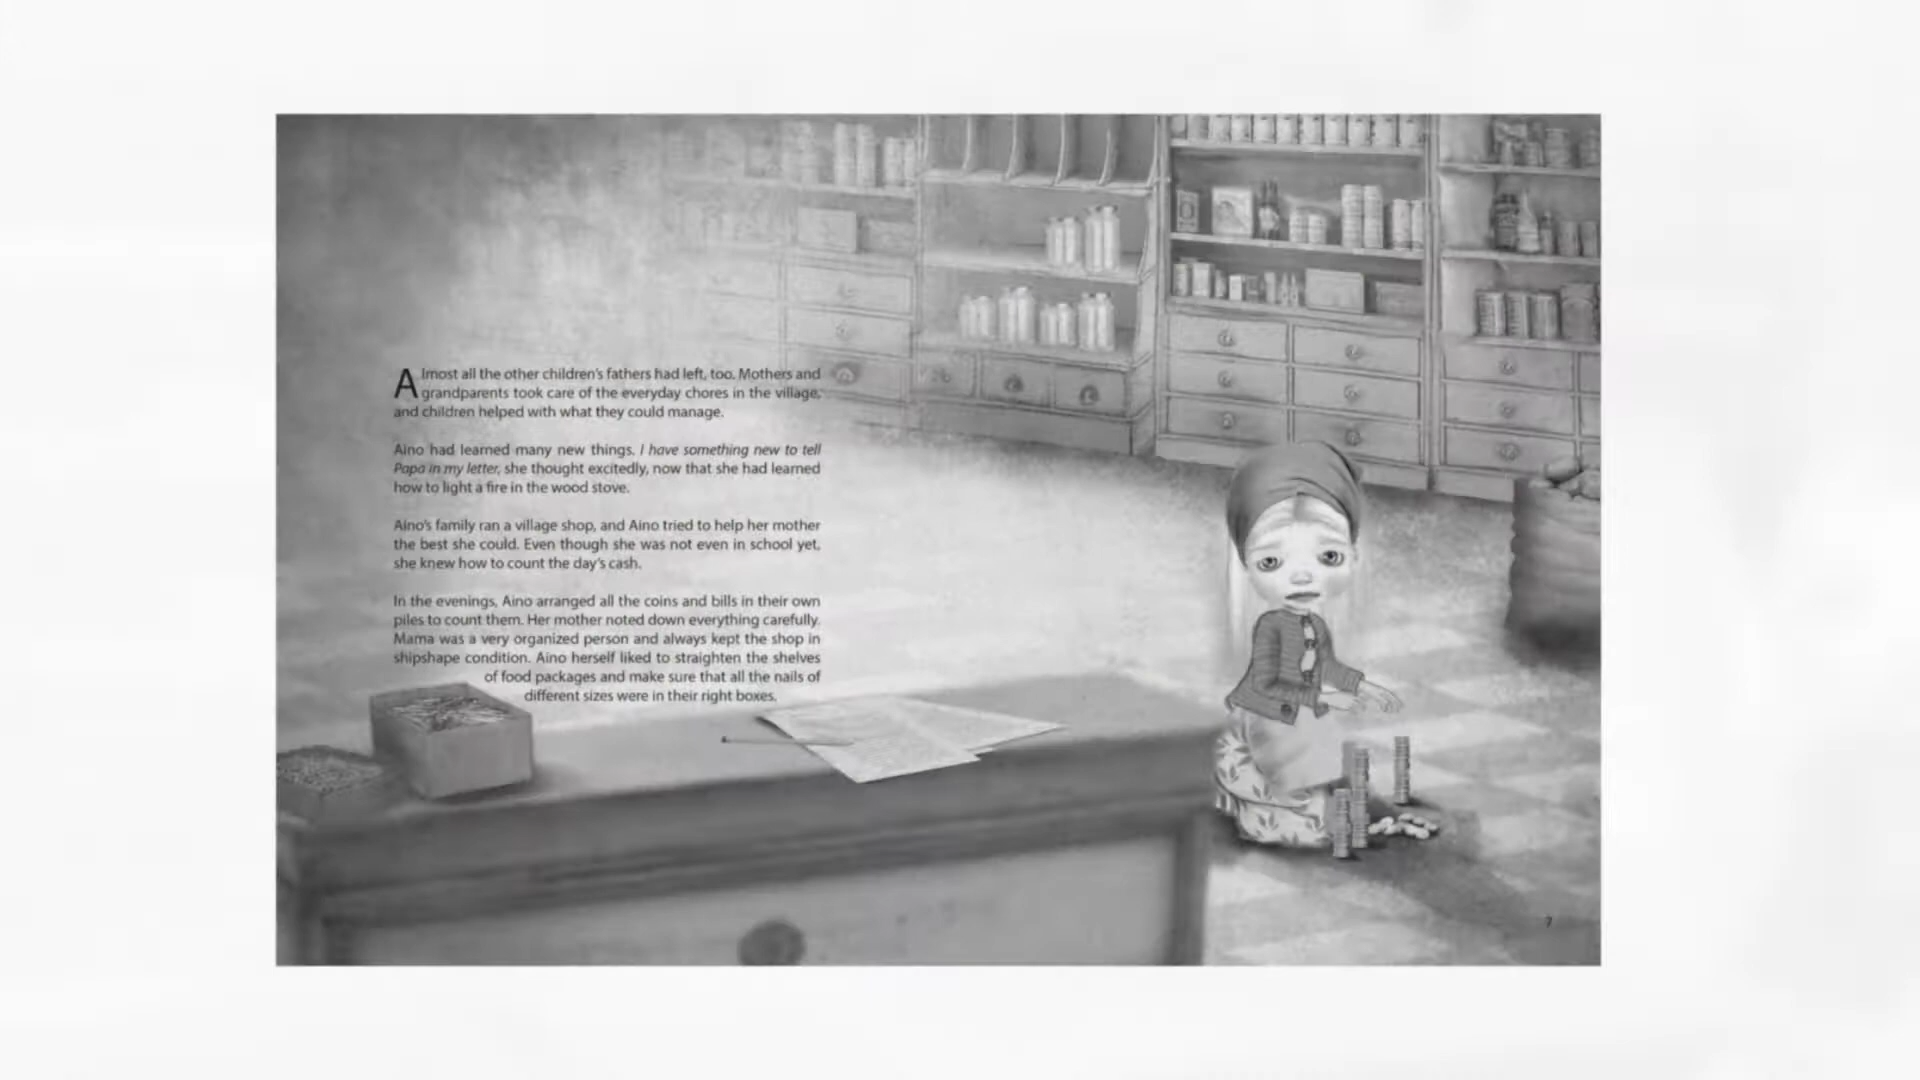 Almost all the other children's fathers had left, too. Mothers and
grandparents took care of the everyday chores in the village,
and children helped with what they could manage.
Aino had learned many new things. I have something new to tell
Papa in my letter, she thought excitedly, now that she had learned
how to light a fire in the wood stove.
Aino's family ran a village shop, and Aino tried to help her mother
the best she could. Even though she was not even in school yet,
she knew how to count the day's cash.
In the evenings, Aino arranged all the coins and bills in their own
piles to count them. Her mother noted down everything carefully.
Mama was a very organized person and always kept the shop in
shipshape condition. Aino herself liked to straighten the shelves
of food packages and make sure that all the nails of
different sizes were in their right boxes.
7